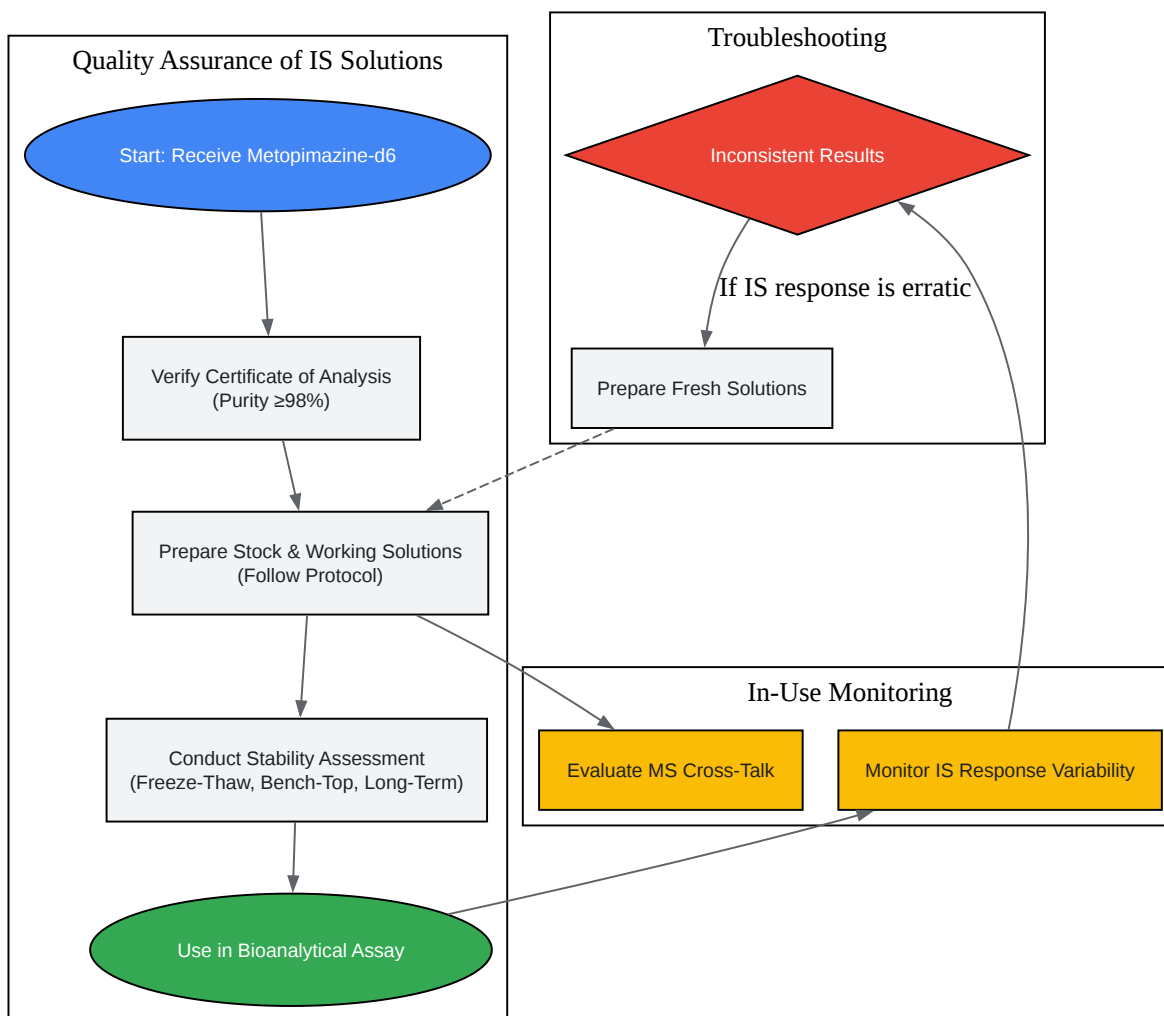 Quality Assurance of IS Solutions
Start: Receive Metopimazine-d6
Verify Certificate of Analysis
(Purity ≥98%)
Prepare Stock & Working Solutions
(Follow Protocol)
Conduct Stability Assessment
(Freeze-Thaw, Bench-Top, Long-Term)
Use in Bioanalytical Assay
Troubleshooting
Inconsistent Results
If IS response is erratic
Prepare Fresh Solutions
In-Use Monitoring
Evaluate MS Cross-Talk
Monitor IS Response Variability